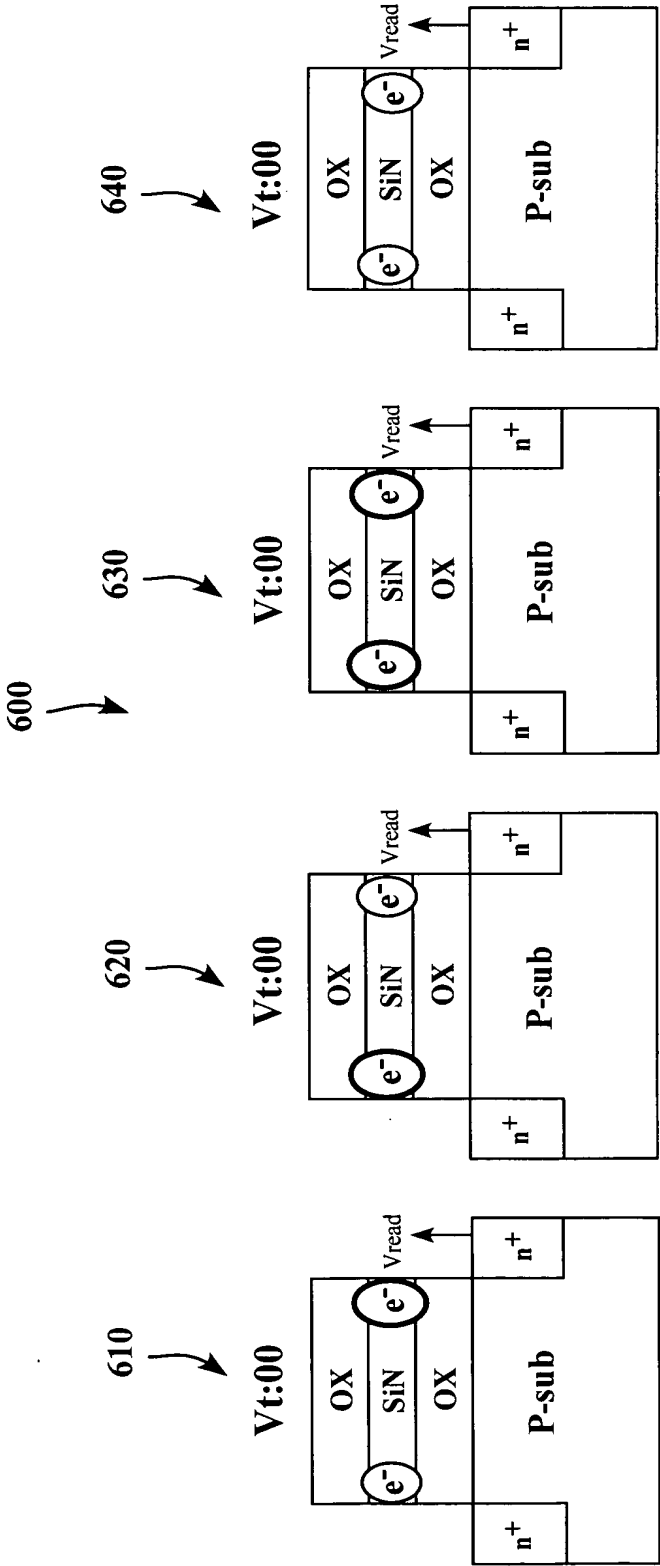 600
610
Vt:00
OX
e⁻ SiN e⁻ Vread
OX
n⁺ n⁺
P-sub
620
Vt:00
OX
e⁻ SiN e⁻ Vread
OX
n⁺ n⁺
P-sub
630
Vt:00
OX
e⁻ SiN e⁻ Vread
OX
n⁺ n⁺
P-sub
640
Vt:00
OX
e⁻ SiN e⁻ Vread
OX
n⁺ n⁺
P-sub